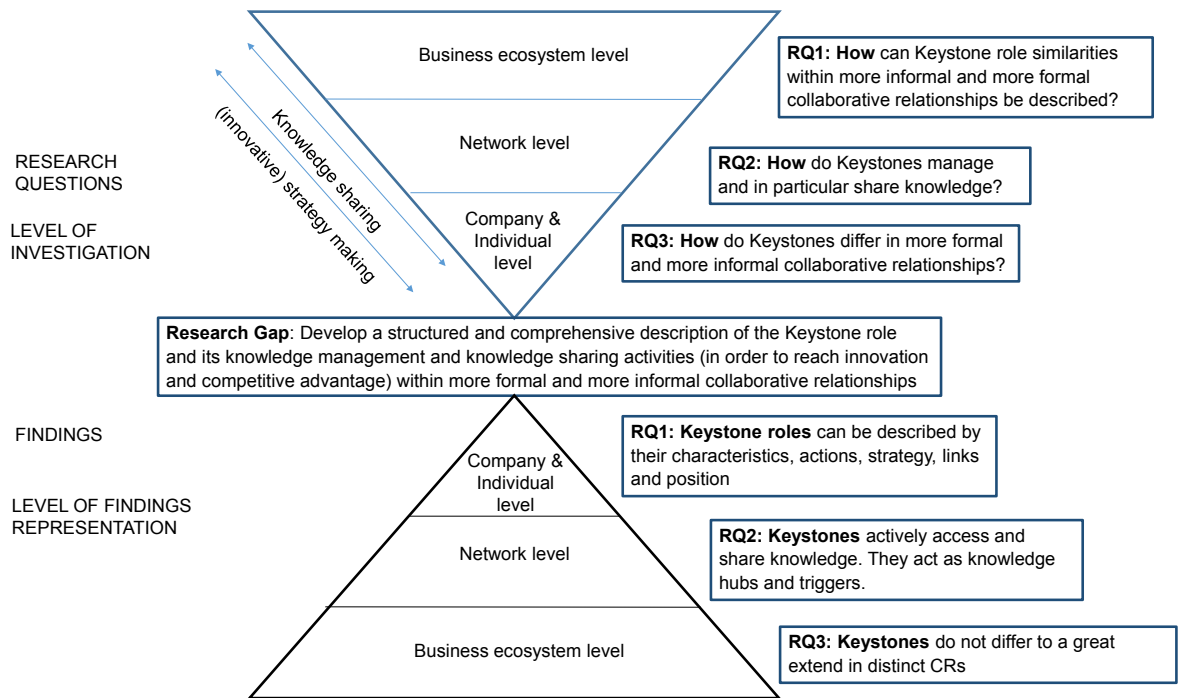 Business ecosystem level
RQ1: How can Keystone role similarities
within more informal and more formal
collaborative relationships be described?
Knowledge sharing
(innovative) strategy making
Network level
RESEARCH
QUESTIONS
RQ2: How do Keystones manage
and in particular share knowledge?
LEVEL OF
INVESTIGATION
Company &
Individual
level
RQ3: How do Keystones differ in more formal
and more informal collaborative relationships?
Research Gap: Develop a structured and comprehensive description of the Keystone role
and its knowledge management and knowledge sharing activities (in order to reach innovation
and competitive advantage) within more formal and more informal collaborative relationships
FINDINGS
RQ1: Keystone roles can be described by
their characteristics, actions, strategy, links
and position
Company &
Individual
level
LEVEL OF FINDINGS
REPRESENTATION
Network level
RQ2: Keystones actively access and
share knowledge. They act as knowledge
hubs and triggers.
Business ecosystem level
RQ3: Keystones do not differ to a great
extend in distinct CRs